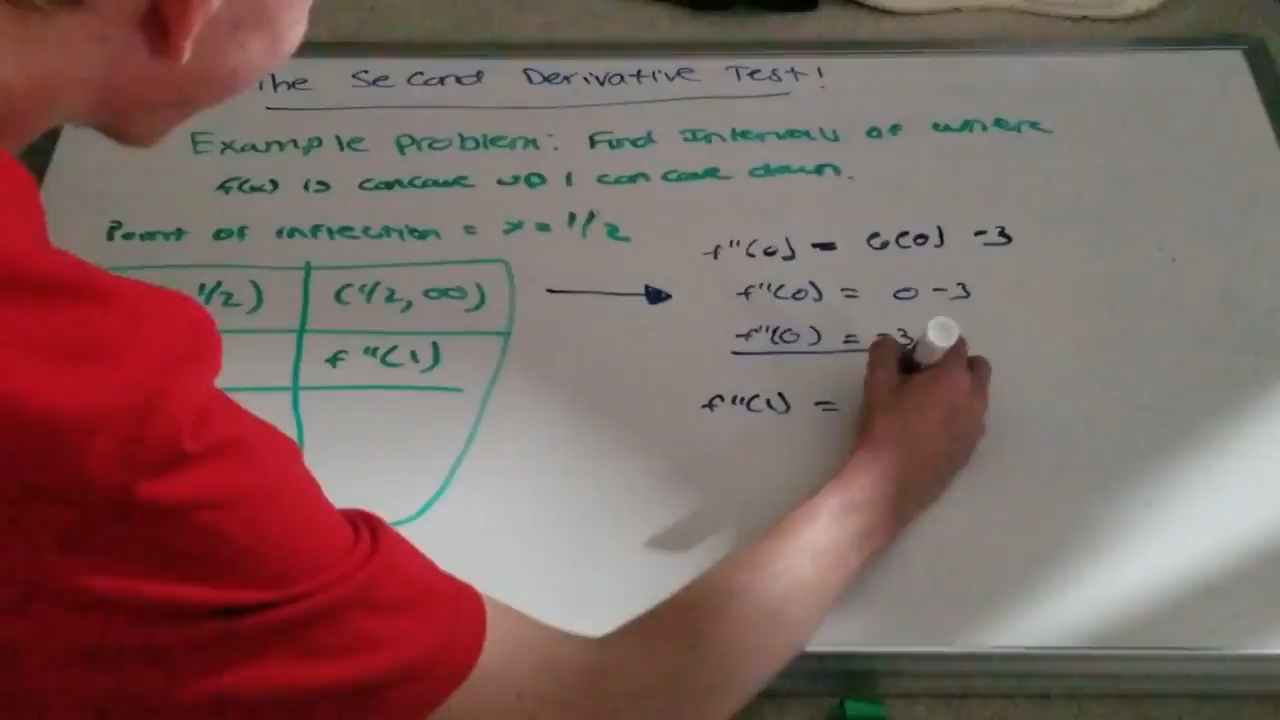 The Second Derivative Test!
Example Problem: Find Intervals of where
f(x) is concave up / concave down.
Point of inflection = x = 1/2
1/2) (1/2, ∞)
f"(1)
f"(0) = 6(0) -3
f"(0) = 0 -3
f"(0) = -3
f"(1) =